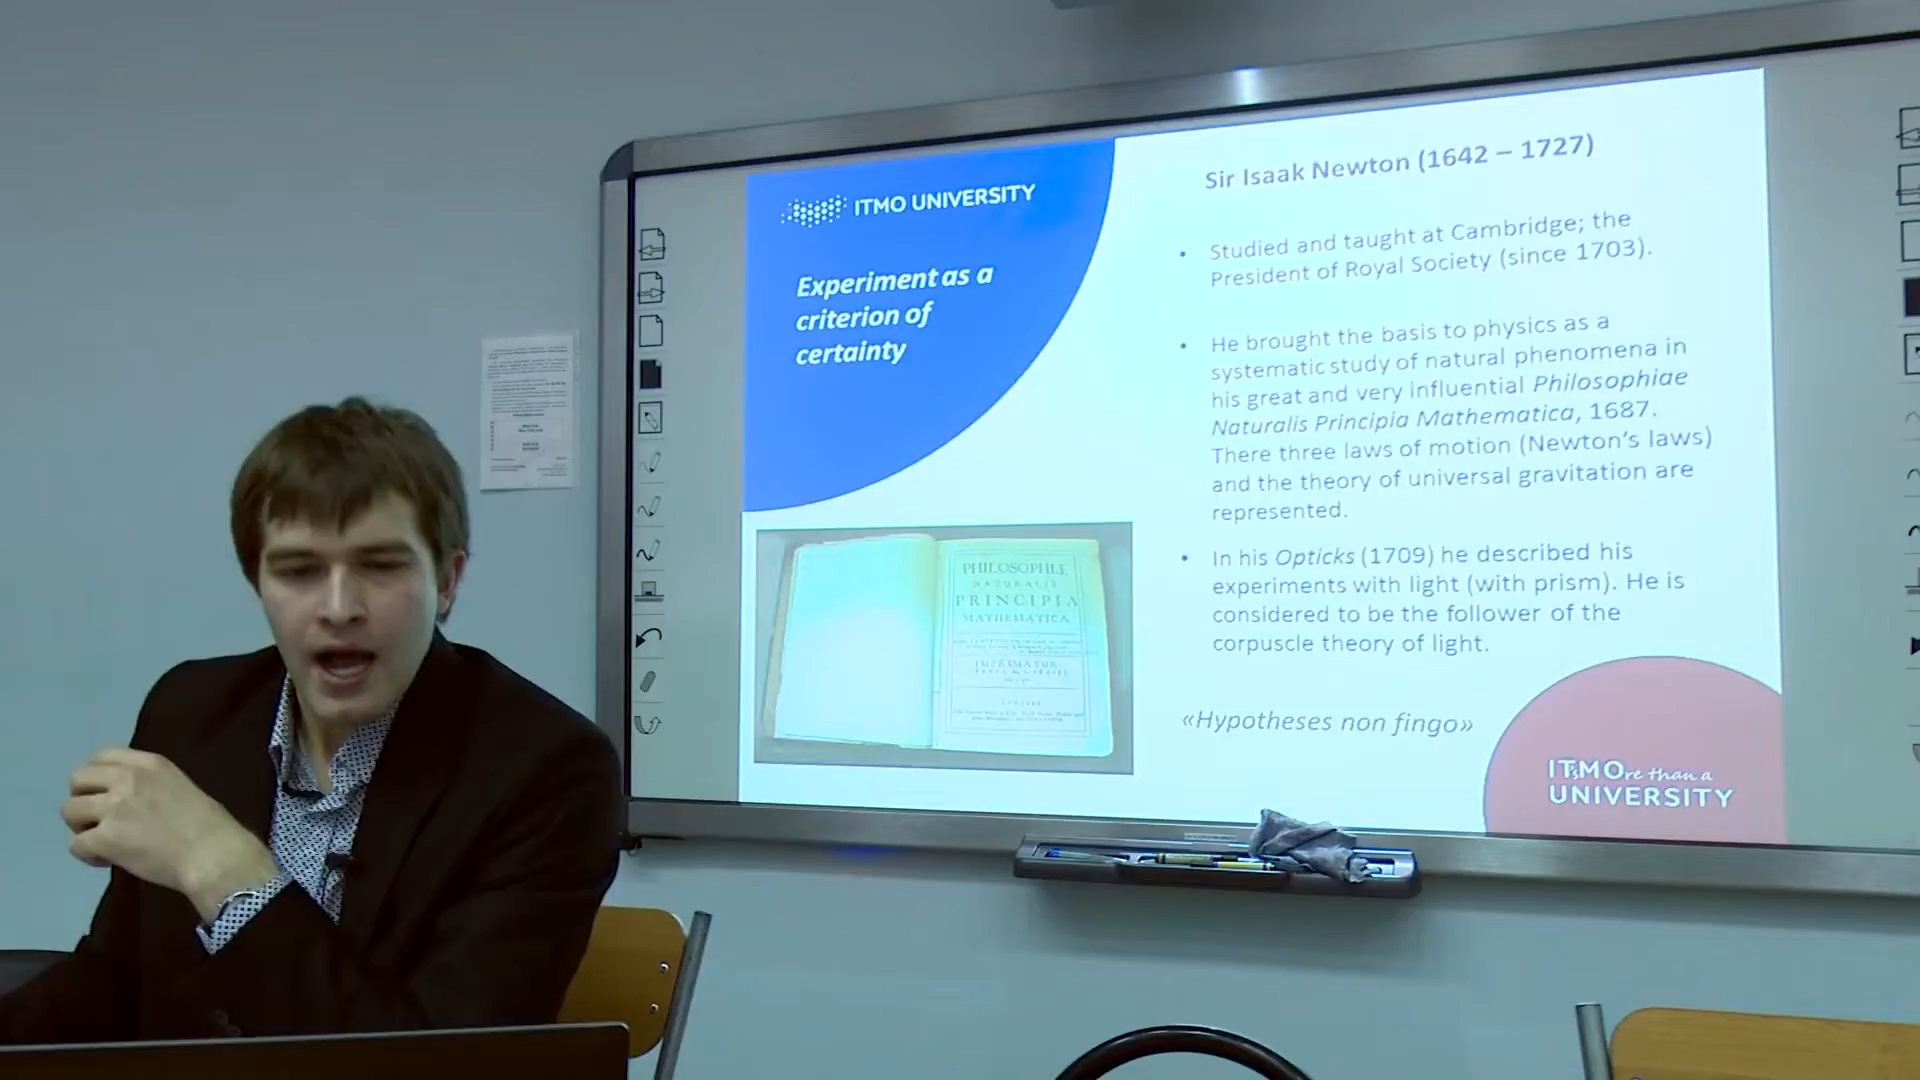 ITMO UNIVERSITY
Experiment as a
criterion of
certainty
Sir Isaak Newton (1642 – 1727)
• Studied and taught at Cambridge; the
President of Royal Society (since 1703).
• He brought the basis to physics as a
systematic study of natural phenomena in
his great and very influential Philosophiae
Naturalis Principia Mathematica, 1687.
There three laws of motion (Newton's laws)
and the theory of universal gravitation are
represented.
• In his Opticks (1709) he described his
experiments with light (with prism). He is
considered to be the follower of the
corpuscle theory of light.
«Hypotheses non fingo»
PHILOSOPHIÆ
NATURALIS
PRINCIPIA
MATHEMATICA
IMPRIMATUR
ITsMOre than a
UNIVERSITY